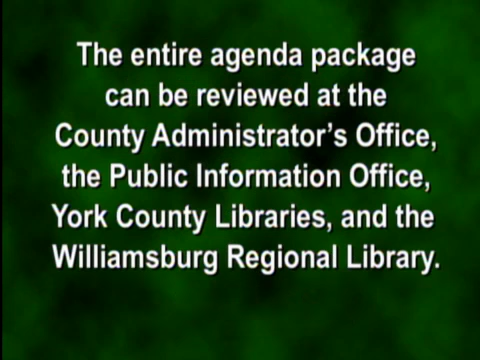 The entire agenda package
can be reviewed at the
County Administrator's Office,
the Public Information Office,
York County Libraries, and the
Williamsburg Regional Library.